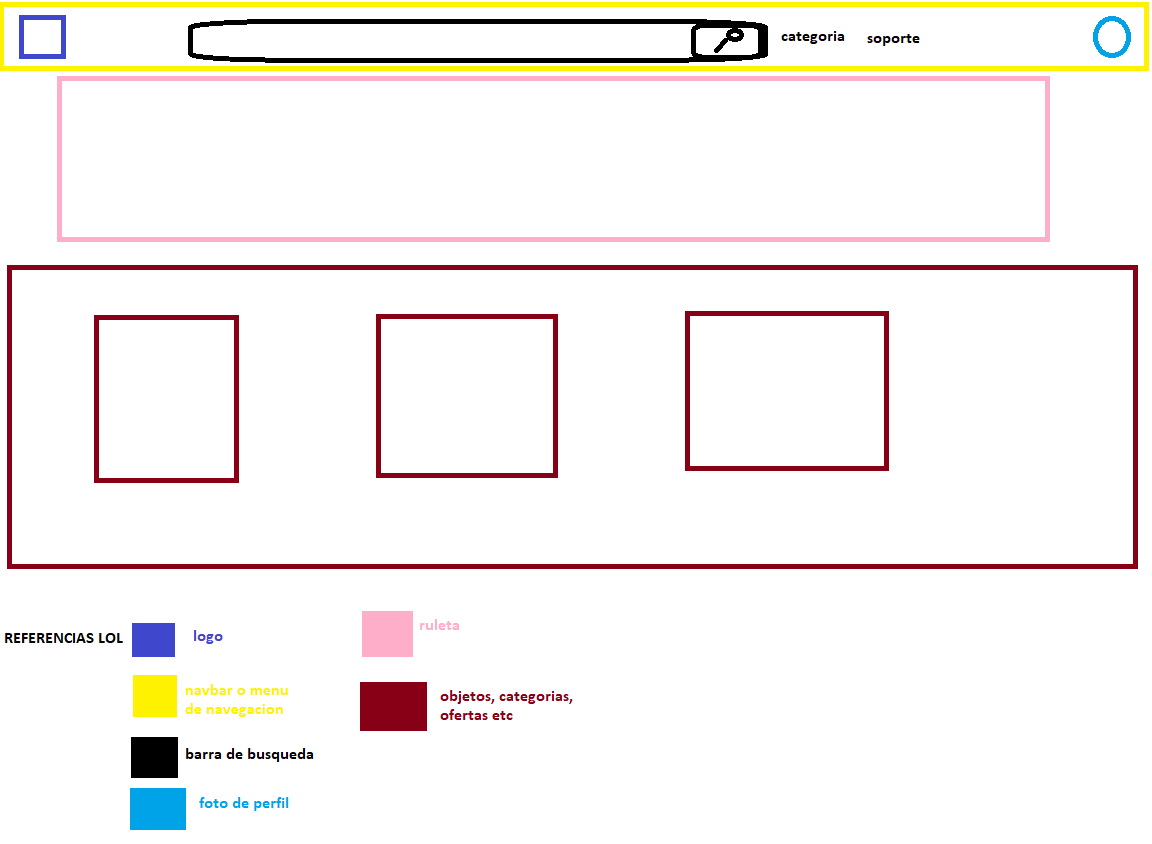 categoria
soporte
REFERENCIAS LOL
logo
navbar o menu
de navegacion
barra de busqueda
foto de perfil
ruleta
objetos, categorias,
ofertas etc